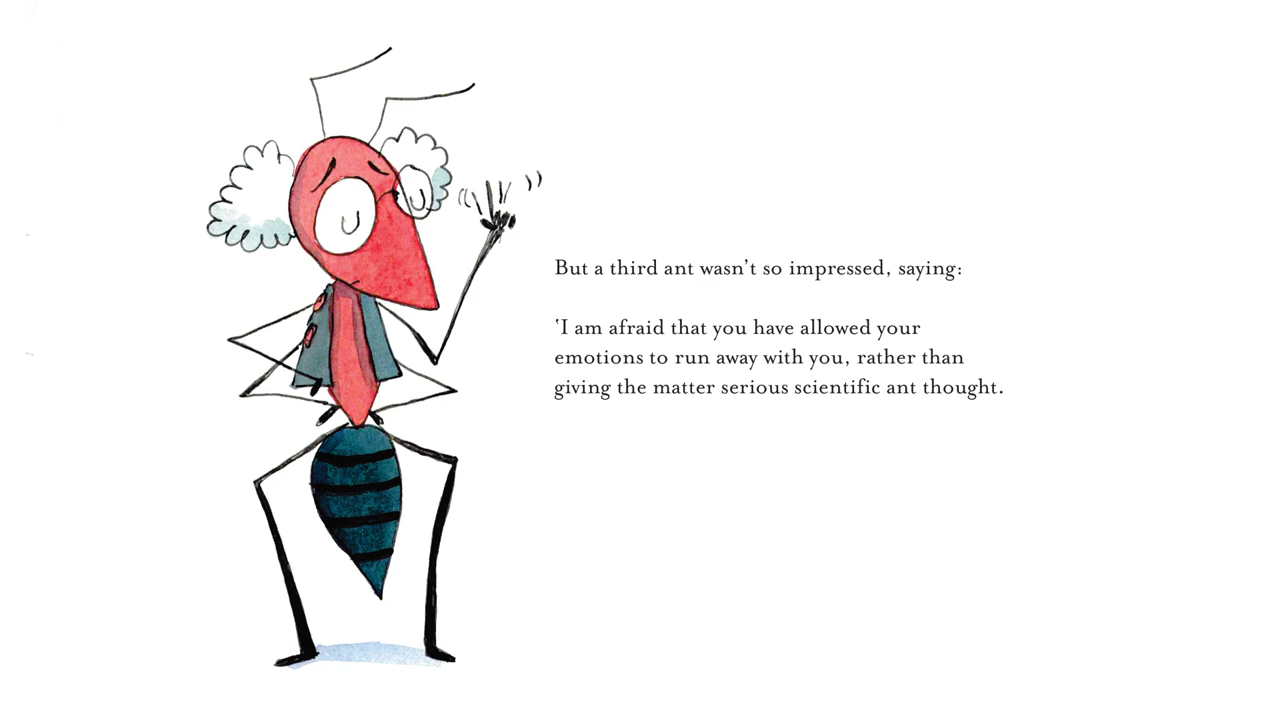 But a third ant wasn’t so impressed, saying:
‘I am afraid that you have allowed your
emotions to run away with you, rather than
giving the matter serious scientific ant thought.